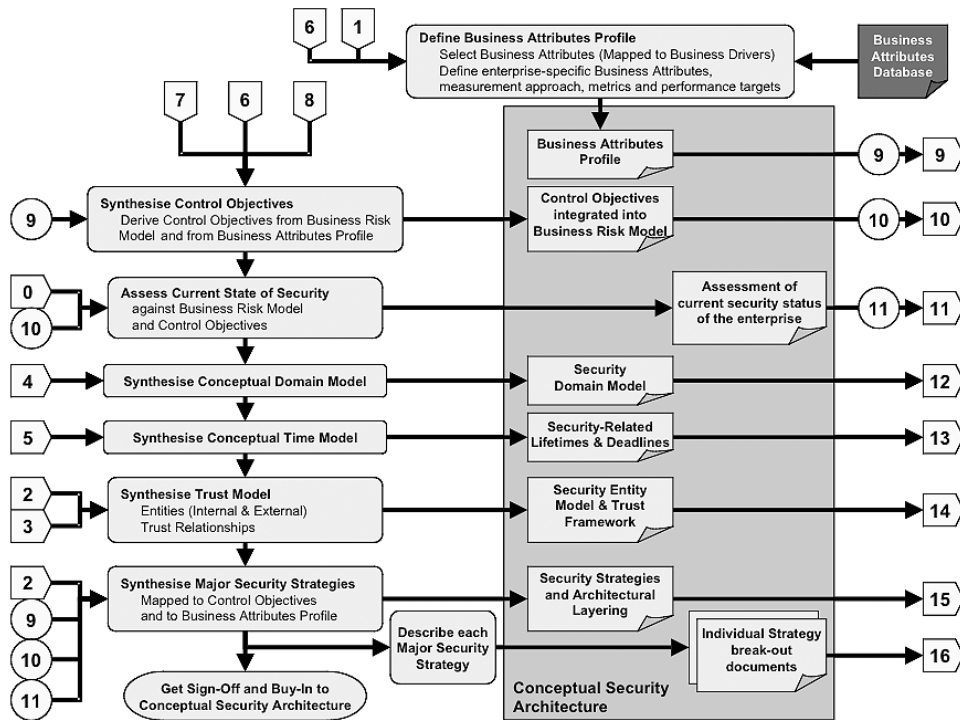 6
1
Define Business Attributes Profile
Select Business Attributes (Mapped to Business Drivers)
Define enterprise-specific Business Attributes,
measurement approach, metrics and performance targets
Business
Attributes
Database
7
6
8
Business Attributes
Profile
9
9
9
Synthesise Control Objectives
Derive Control Objectives from Business Risk
Model and from Business Attributes Profile
Control Objectives
integrated into
Business Risk Model
10
10
0
10
Assess Current State of Security
against Business Risk Model
and Control Objectives
Assessment of
current security status
of the enterprise
11
11
4
Synthesise Conceptual Domain Model
Security
Domain Model
12
5
Synthesise Conceptual Time Model
Security-Related
Lifetimes & Deadlines
13
2
3
Synthesise Trust Model
Entities (Internal & External)
Trust Relationships
Security Entity
Model & Trust
Framework
14
2
9
10
11
Synthesise Major Security Strategies
Mapped to Control Objectives
and to Business Attributes Profile
Security Strategies
and Architectural
Layering
15
Describe each
Major Security
Strategy
Individual Strategy
break-out
documents
16
Get Sign-Off and Buy-In to
Conceptual Security Architecture
Conceptual Security
Architecture